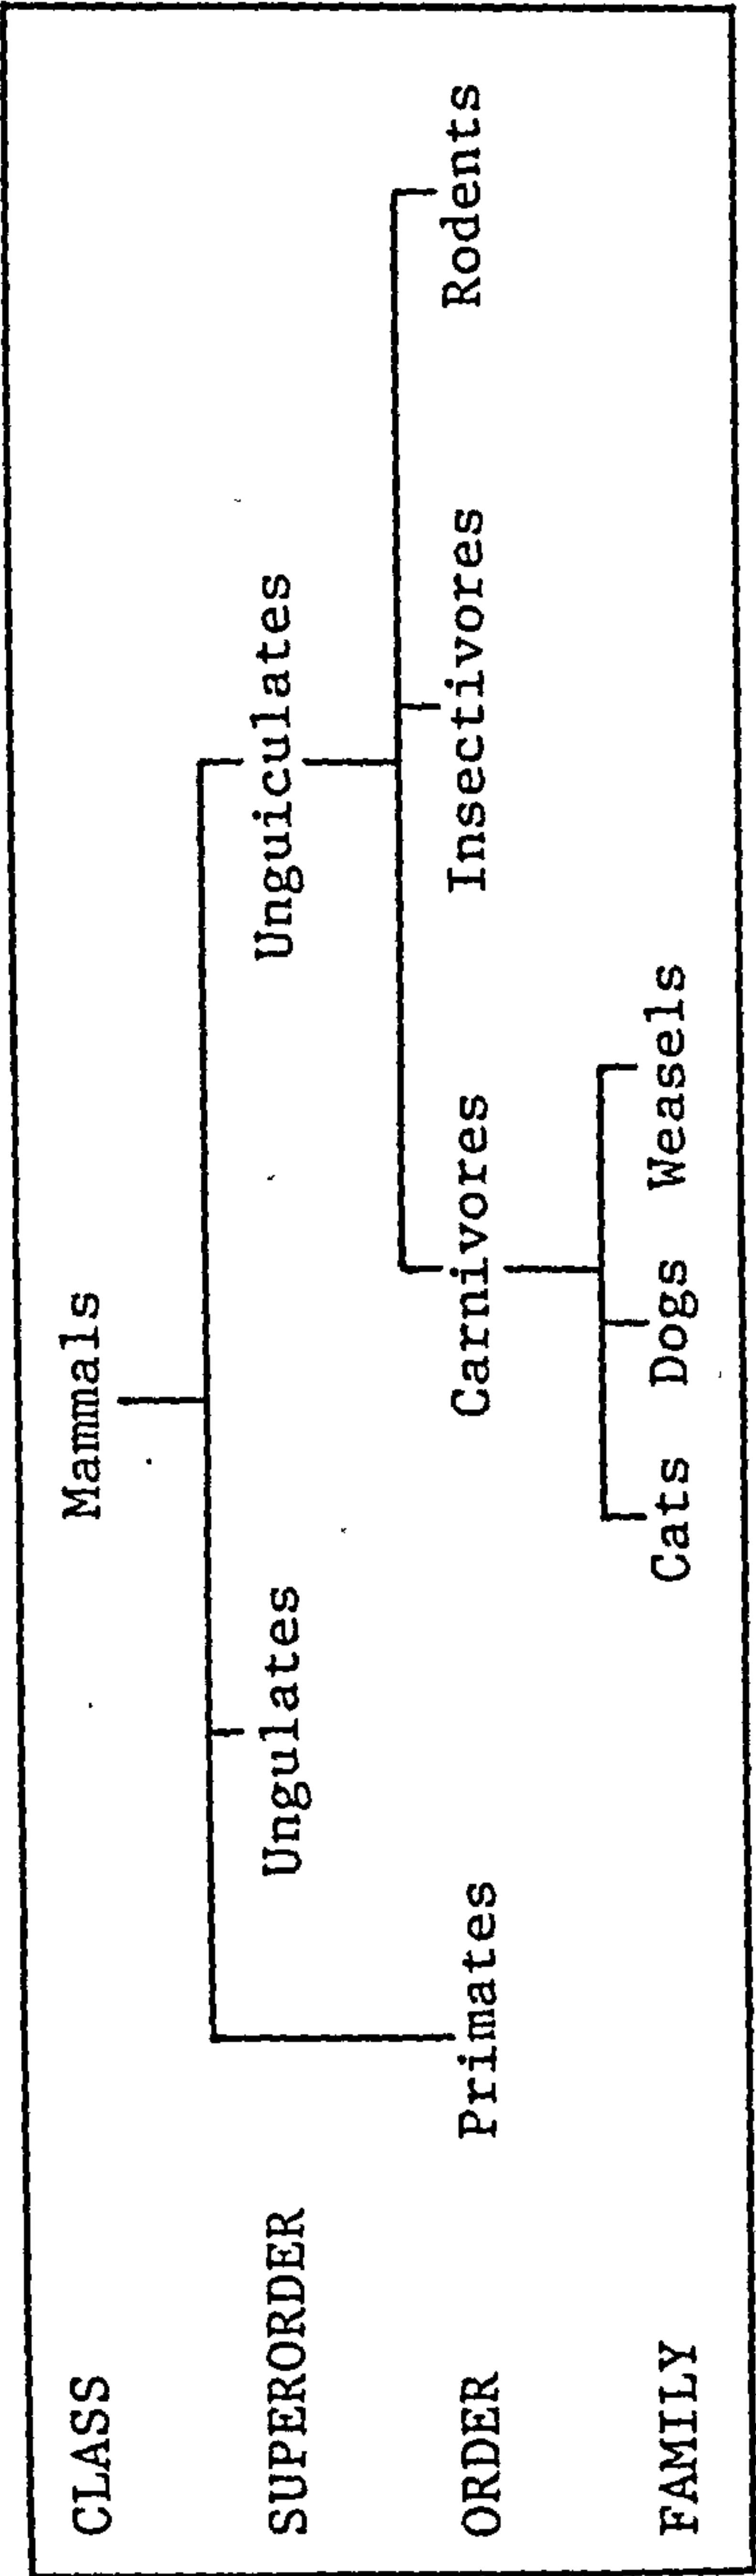 CLASS Mammals
SUPERORDER Ungulates Unguiculates
ORDER Primates Carnivores Insectivores Rodents
FAMILY Cats Dogs Weasels